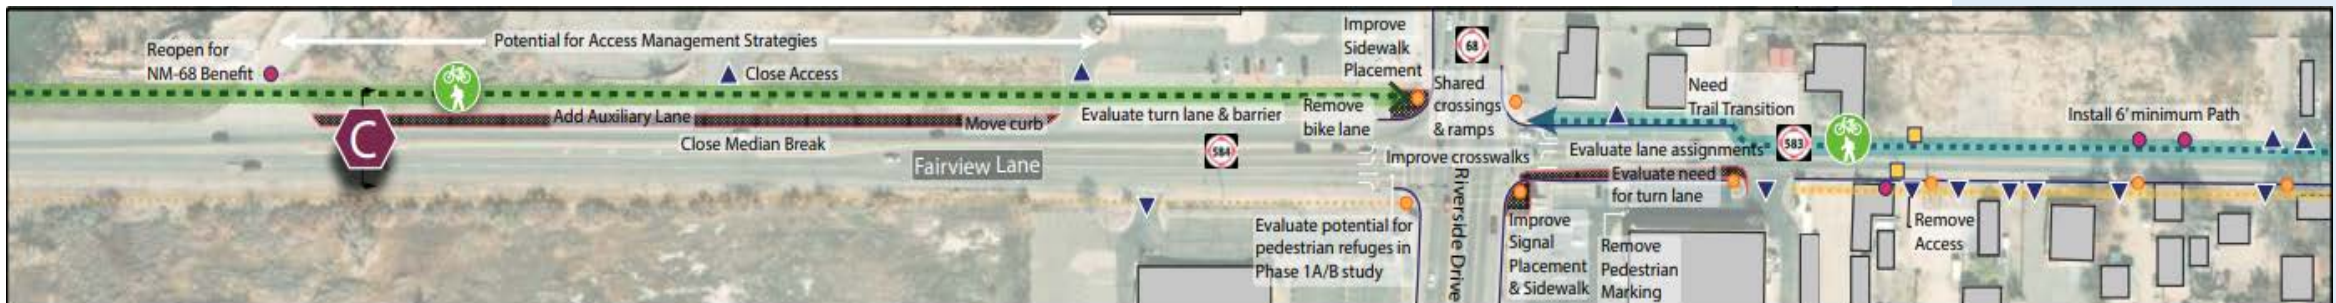 Reopen for
NM-68 Benefit
Potential for Access Management Strategies
Close Access
C
Add Auxiliary Lane
Move curb
Close Median Break
Fairview Lane
Evaluate turn lane & barrier
584
Improve
Sidewalk
Placement
Remove
bike lane
68
Shared
crossings
& ramps
Improve crosswalks
Riverside Drive
Evaluate potential for
pedestrian refuges in
Phase 1A/B study
Need
Trail Transition
Evaluate lane assignments
583
Evaluate need
for turn lane
Improve
Signal
Placement
& Sidewalk
Remove
Pedestrian
Marking
Install 6' minimum Path
Remove
Access